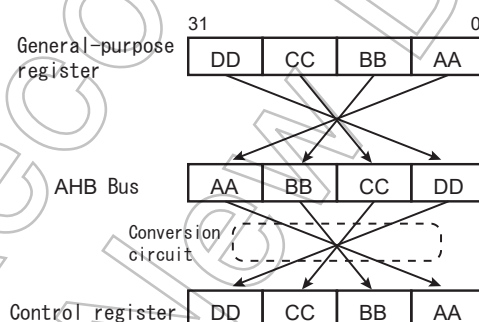 31 0
General-purpose register
DD CC BB AA
AHB Bus
AA BB CC DD
Conversion circuit
Control register
DD CC BB AA